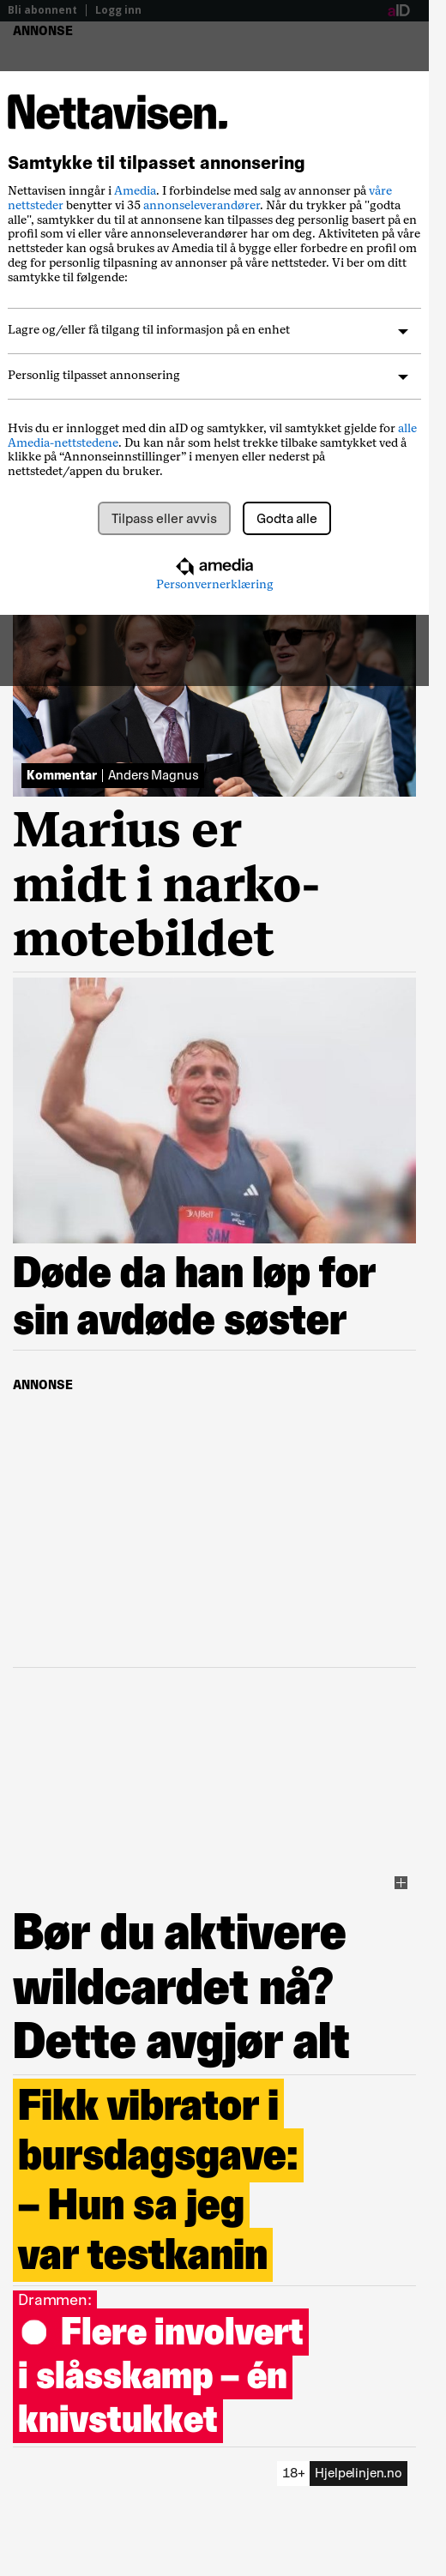 Bli abonnent | Logg inn
aID
ANNONSE
Nettavisen.
Samtykke til tilpasset annonsering
Nettavisen inngår i Amedia. I forbindelse med salg av annonser på våre
nettsteder benytter vi 35 annonseleverandører. Når du trykker på "godta
alle", samtykker du til at annonsene kan tilpasses deg personlig basert på en
profil som vi eller våre annonseleverandører har om deg. Aktiviteten på våre
nettsteder kan også brukes av Amedia til å bygge eller forbedre en profil om
deg for personlig tilpasning av annonser på våre nettsteder. Vi ber om ditt
samtykke til følgende:
Lagre og/eller få tilgang til informasjon på en enhet
Personlig tilpasset annonsering
Hvis du er innlogget med din aID og samtykker, vil samtykket gjelde for alle
Amedia-nettstedene. Du kan når som helst trekke tilbake samtykket ved å
klikke på “Annonseinnstillinger” i menyen eller nederst på
nettstedet/appen du bruker.
Tilpass eller avvis
Godta alle
amedia
Personvernerklæring
Kommentar | Anders Magnus
Marius er
midt i narko-
motebildet
AJBell
SAM
Døde da han løp for
sin avdøde søster
ANNONSE
Bør du aktivere
wildcardet nå?
Dette avgjør alt
Fikk vibrator i
bursdagsgave:
– Hun sa jeg
var testkanin
Drammen:
Flere involvert
i slåsskamp – én
knivstukket
18+ Hjelpelinjen.no